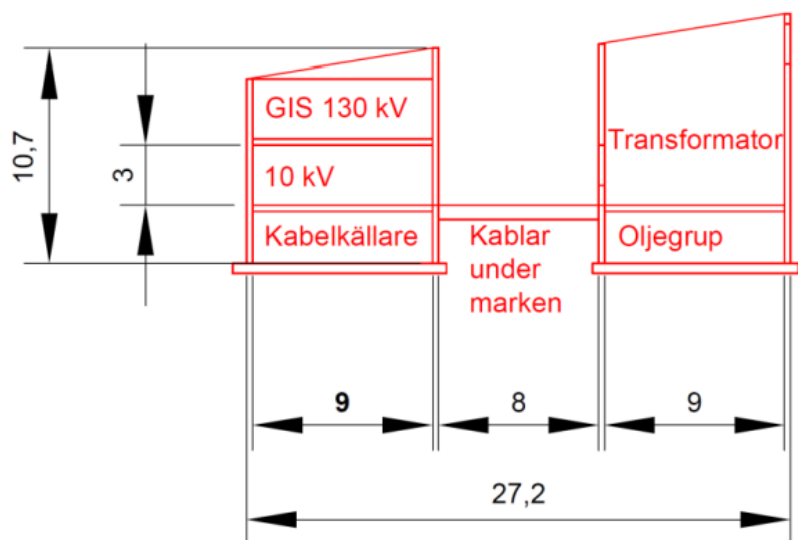 GIS 130 kV
10,7
3
10 kV
Transformator
Kabelkällare
Kablar
under
marken
Oljegrup
9
8
9
27,2